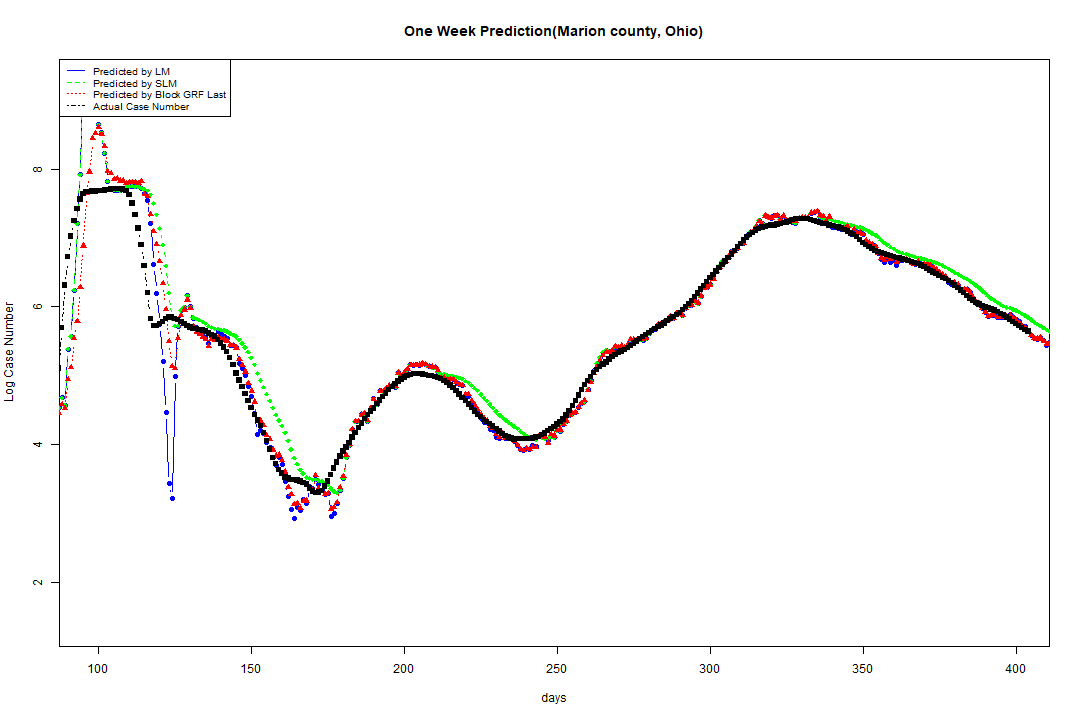 One Week Prediction(Marion county, Ohio)
Predicted by LM
Predicted by SLM
Predicted by Block GRF Last
Actual Case Number
8
6
4
2
Log Case Number
100 150 200 250 300 350 400
days